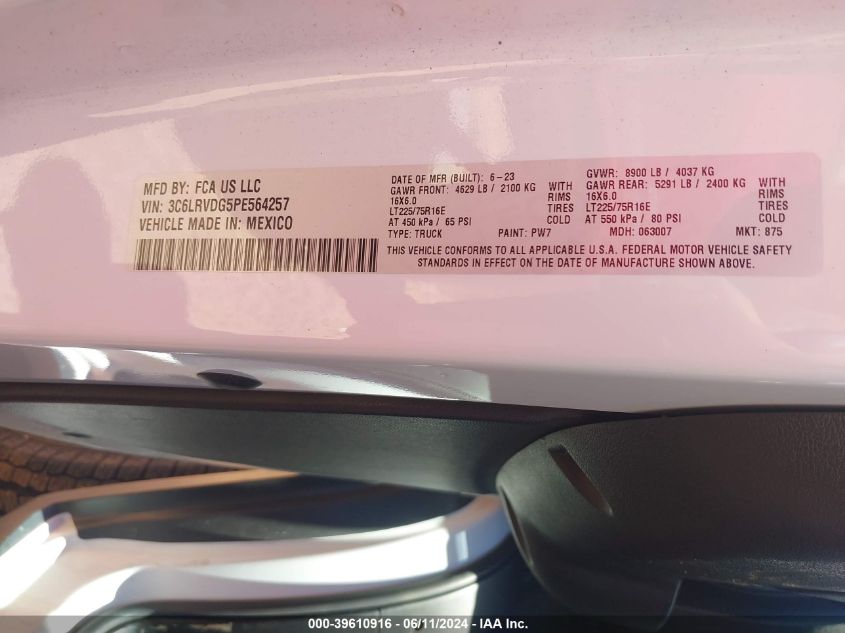 MFD BY: FCA US LLC
VIN: 3C6LRVDG5PE564257
VEHICLE MADE IN MEXICO
DATE OF MFR (BUILT): 6-23
GAWR FRONT: 4629 LB / 2100 KG WITH
16X6.0 RIMS
LT225/75R16E TIRES
AT 450 kPa / 65 PSI COLD
TYPE: TRUCK PAINT: PW7
GVWR: 8900 LB / 4037 KG
GAWR REAR: 5291 LB / 2400 KG WITH
16X6.0 RIMS
LT225/75R16E TIRES
AT 550 kPa / 80 PSI COLD
MDH: 063007 MKT: 875
THIS VEHICLE CONFORMS TO ALL APPLICABLE U.S.A. FEDERAL MOTOR VEHICLE SAFETY
STANDARDS IN EFFECT ON THE DATE OF MANUFACTURE SHOWN ABOVE.
000-39610916 - 06/11/2024 - IAA Inc.